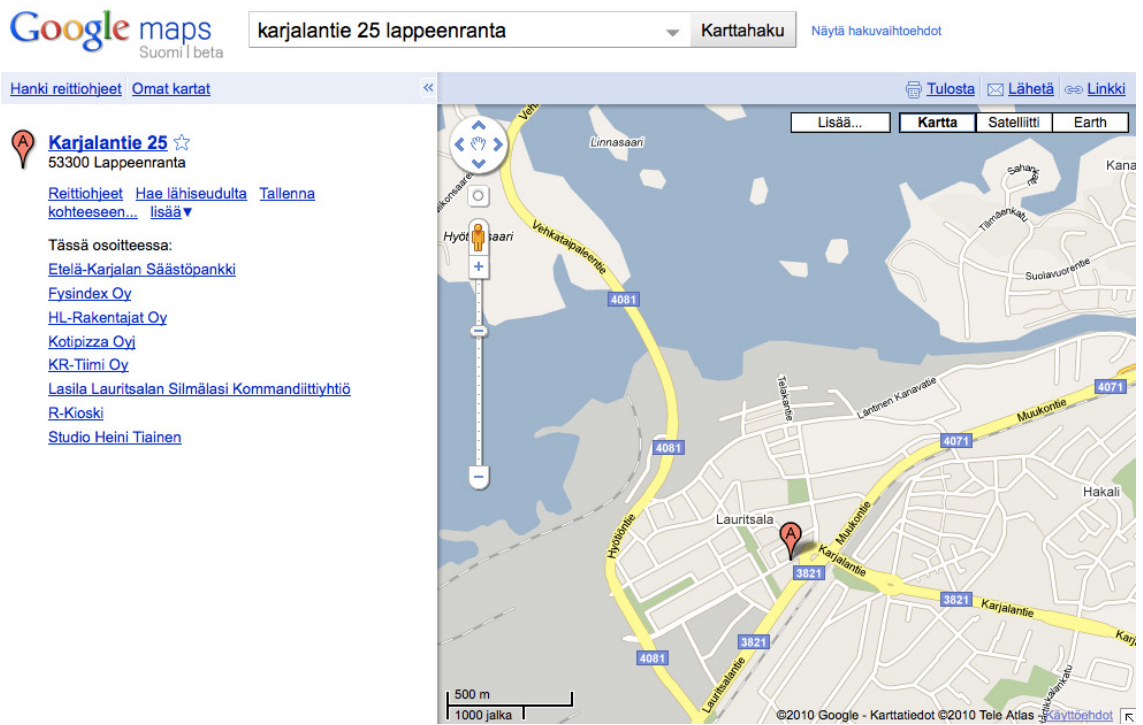 Google maps
Suomi | beta
karjalantie 25 lappeenranta
Karttahaku
Näytä hakuvaihtoehdot
Hanki reittiohjeet Omat kartat
«
Tulosta Lähetä Linkki
A
Karjalantie 25
53300 Lappeenranta
Reittiohjeet Hae lähiseudulta Tallenna
kohteeseen... lisää▼
Tässä osoitteessa:
Etelä-Karjalan Säästöpankki
Fysindex Oy
HL-Rakentajat Oy
Kotipizza Oyj
KR-Tiimi Oy
Lasila Lauritsalan Silmälasi Kommandiittiyhtiö
R-Kioski
Studio Heini Tiainen
Lisää...
Kartta Satelliitti Earth
Linnasaari
Kana
Tilimäenkatu
Vehkataipaleentie
Suolavuorentie
4081
Telakantie
Läntinen Kanavatie
4071
Muukontie
4071
4081
Hakali
Lauritsala
A
Hyötiöntie
Muukontie
Karjalantie
3821
3821
Karjalantie
3821
4081
Lauritsalantie
500 m
1000 jalka
©2010 Google - Karttatiedot ©2010 Tele Atlas - Käyttöehdot